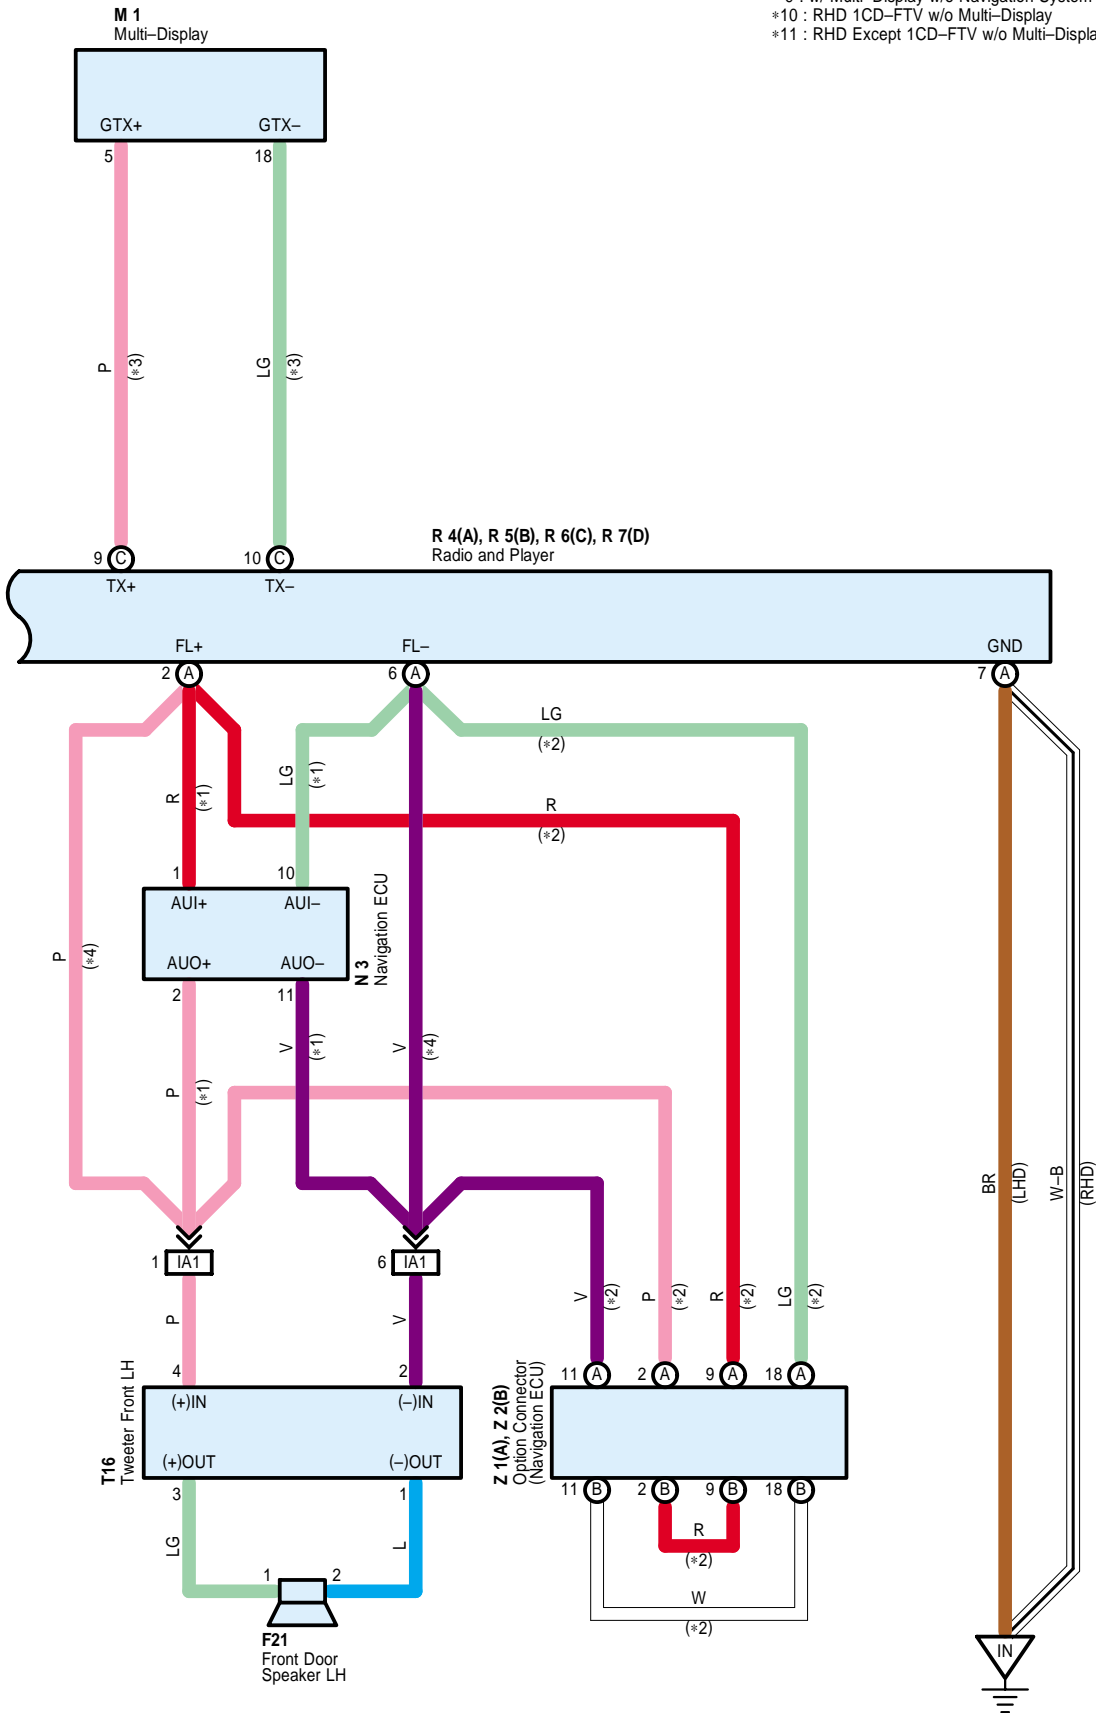 ∗9 : w/ Multi–Display w/o Navigation System
∗10 : RHD 1CD–FTV w/o Multi–Display
∗11 : RHD Except 1CD–FTV w/o Multi–Displa
M 1
Multi–Display
GTX+
GTX–
5
18
P
(∗3)
LG
(∗3)
R 4(A), R 5(B), R 6(C), R 7(D)
Radio and Player
9 C
10 C
TX+
TX–
FL+
FL–
GND
2 A
6 A
7 A
LG
(∗2)
R
(∗1)
LG
(∗1)
R
(∗2)
1
10
AUI+
AUI–
AUO+
AUO–
N 3
Navigation ECU
2
11
P
(∗4)
V
(∗1)
V
(∗4)
P
(∗1)
BR
(LHD)
W–B
(RHD)
1 IA1
6 IA1
P
V
V
(∗2)
P
(∗2)
R
(∗2)
LG
(∗2)
4
2
11 A
2 A
9 A
18 A
(+)IN
(–)IN
(+)OUT
(–)OUT
T16
Tweeter Front LH
Z 1(A), Z 2(B)
Option Connector
(Navigation ECU)
3
1
11 B
2 B
9 B
18 B
LG
L
R
(∗2)
W
(∗2)
1
2
F21
Front Door
Speaker LH
IN